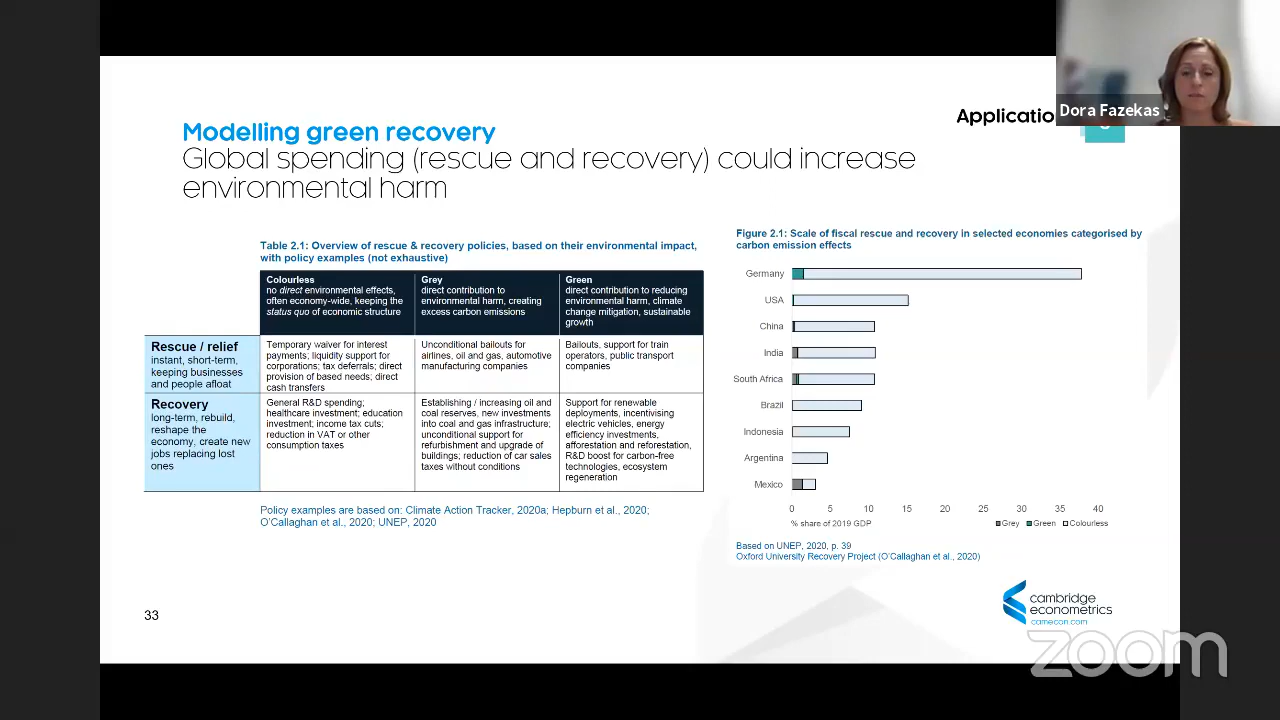 Dora Fazekas
Applicatio
Modelling green recovery
Global spending (rescue and recovery) could increase
environmental harm
Table 2.1: Overview of rescue & recovery policies, based on their environmental impact,
with policy examples (not exhaustive)
Colourless
no direct environmental effects,
often economy-wide, keeping the
status quo of economic structure
Grey
direct contribution to
environmental harm, creating
excess carbon emissions
Green
direct contribution to reducing
environmental harm, climate
change mitigation, sustainable
growth
Rescue / relief
instant, short-term,
keeping businesses
and people afloat
Temporary waiver for interest
payments; liquidity support for
corporations; tax deferrals; direct
provision of based needs; direct
cash transfers
Unconditional bailouts for
airlines, oil and gas, automotive
manufacturing companies
Bailouts, support for train
operators, public transport
companies
Recovery
long-term, rebuild,
reshape the
economy, create new
jobs replacing lost
ones
General R&D spending;
healthcare investment; education
investment; income tax cuts;
reduction in VAT or other
consumption taxes
Establishing / increasing oil and
coal reserves, new investments
into coal and gas infrastructure;
unconditional support for
refurbishment and upgrade of
buildings; reduction of car sales
taxes without conditions
Support for renewable
deployments, incentivising
electric vehicles, energy
efficiency investments,
afforestation and reforestation,
R&D boost for carbon-free
technologies, ecosystem
regeneration
Policy examples are based on: Climate Action Tracker, 2020a; Hepburn et al., 2020;
O'Callaghan et al., 2020; UNEP, 2020
Figure 2.1: Scale of fiscal rescue and recovery in selected economies categorised by
carbon emission effects
Germany
USA
China
India
South Africa
Brazil
Indonesia
Argentina
Mexico
0 5 10 15 20 25 30 35 40
% share of 2019 GDP
Grey Green Colourless
Based on UNEP, 2020, p. 39
Oxford University Recovery Project (O'Callaghan et al., 2020)
33
cambridge
econometrics
camecon.com
zoom